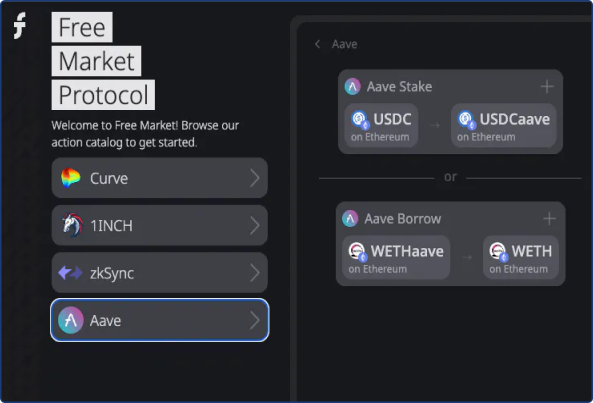 Free
Market
Protocol
Welcome to Free Market! Browse our
action catalog to get started.
Curve
1INCH
zkSync
Aave
Aave
Aave Stake
USDC
on Ethereum
USDCaave
on Ethereum
or
Aave Borrow
WETHaave
on Ethereum
WETH
on Ethereum